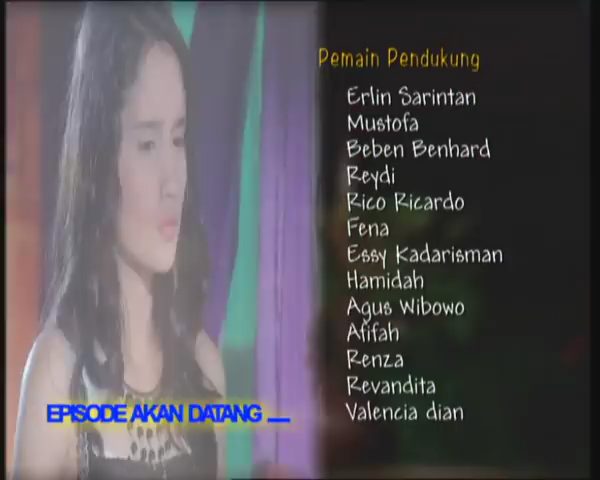 Pemain Pendukung
Erlin Sarintan
Mustofa
Beben Benhard
Reydi
Rico Ricardo
Fena
Essy Kadarisman
Hamidah
Agus Wibowo
Afifah
Renza
Revandita
Valencia dian
EPISODE AKAN DATANG __